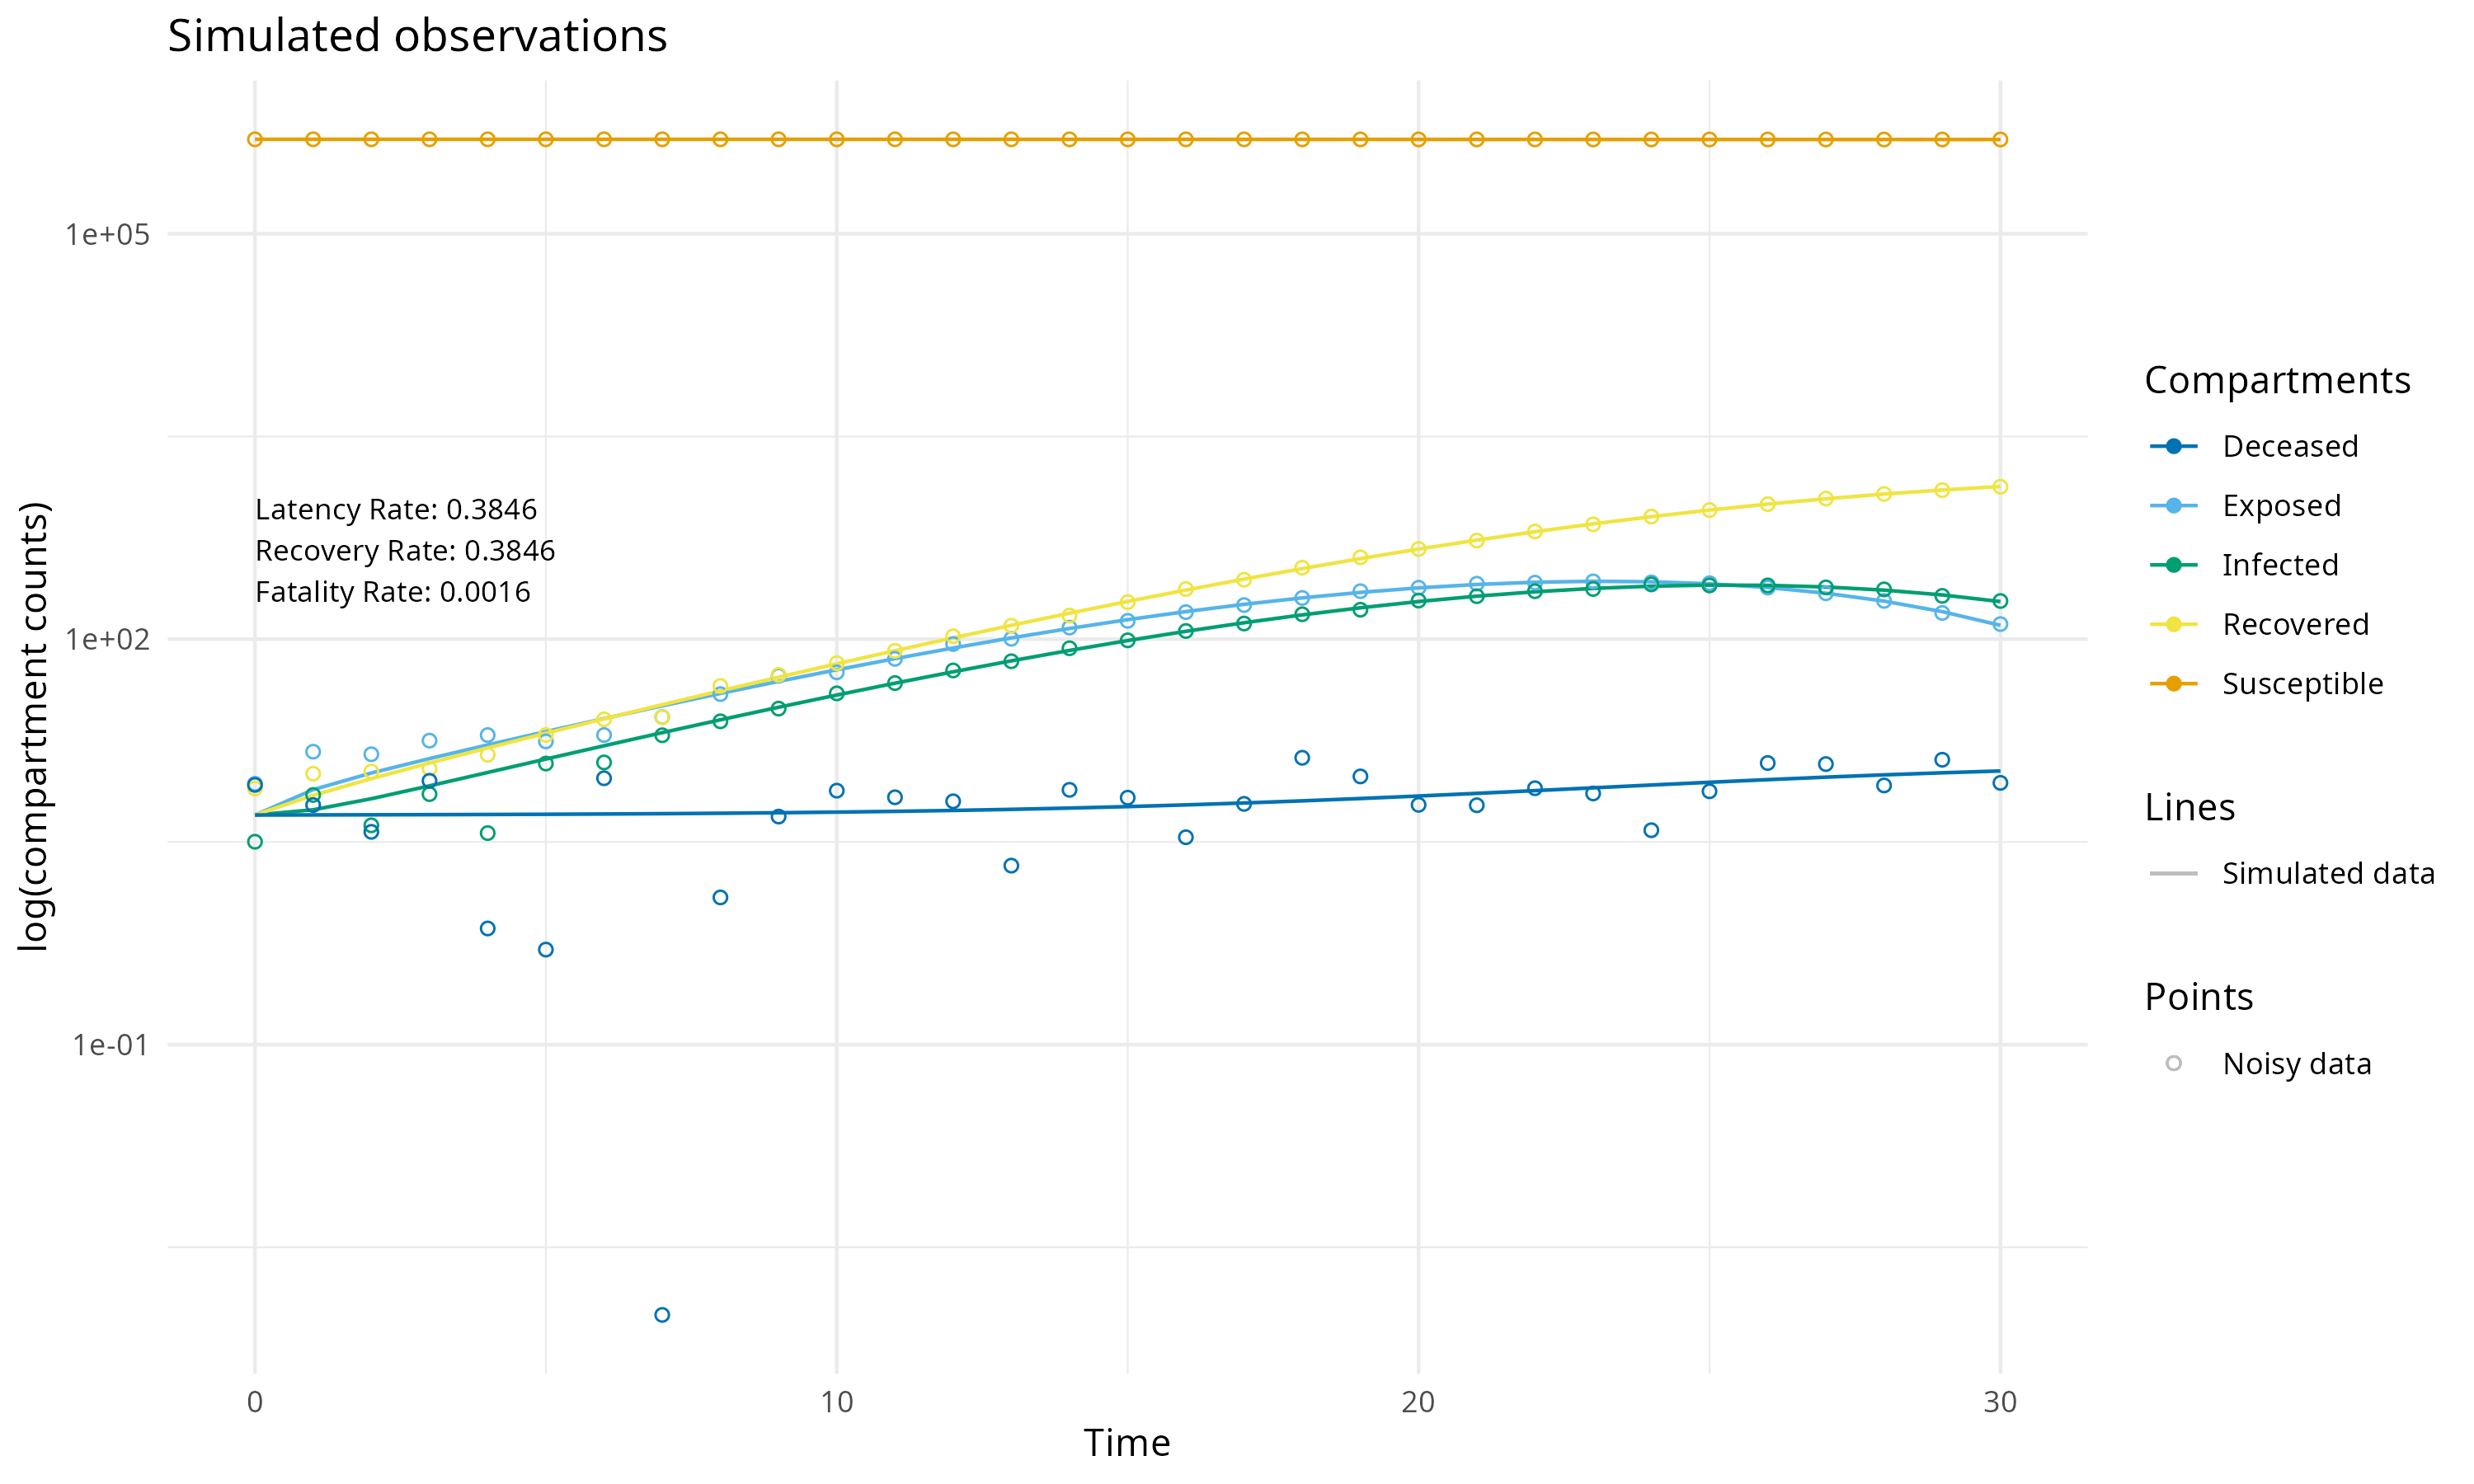 Simulated observations
log(compartment counts)
1e+05
1e+02
1e-01
Latency Rate: 0.3846
Recovery Rate: 0.3846
Fatality Rate: 0.0016
0
10
20
30
Time
Compartments
Deceased
Exposed
Infected
Recovered
Susceptible
Lines
Simulated data
Points
Noisy data